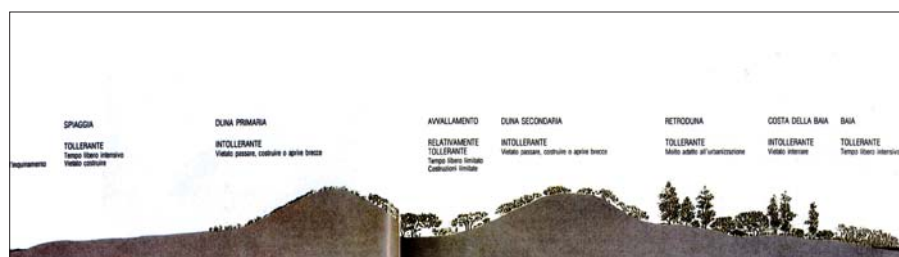 SPIAGGIA
TOLLERANTE
Tempo libero intensivo
Vietato costruire
DUNA PRIMARIA
INTOLLERANTE
Vietato passare, costruire o aprire brecce
AVVALLAMENTO
RELATIVAMENTE
TOLLERANTE
Tempo libero limitato
Costruzioni limitate
DUNA SECONDARIA
INTOLLERANTE
Vietato passare, costruire o aprire brecce
RETRODUNA
TOLLERANTE
Molto adatto all'urbanizzazione
COSTA DELLA BAIA
INTOLLERANTE
Vietato interrare
BAIA
TOLLERANTE
Tempo libero intensivo